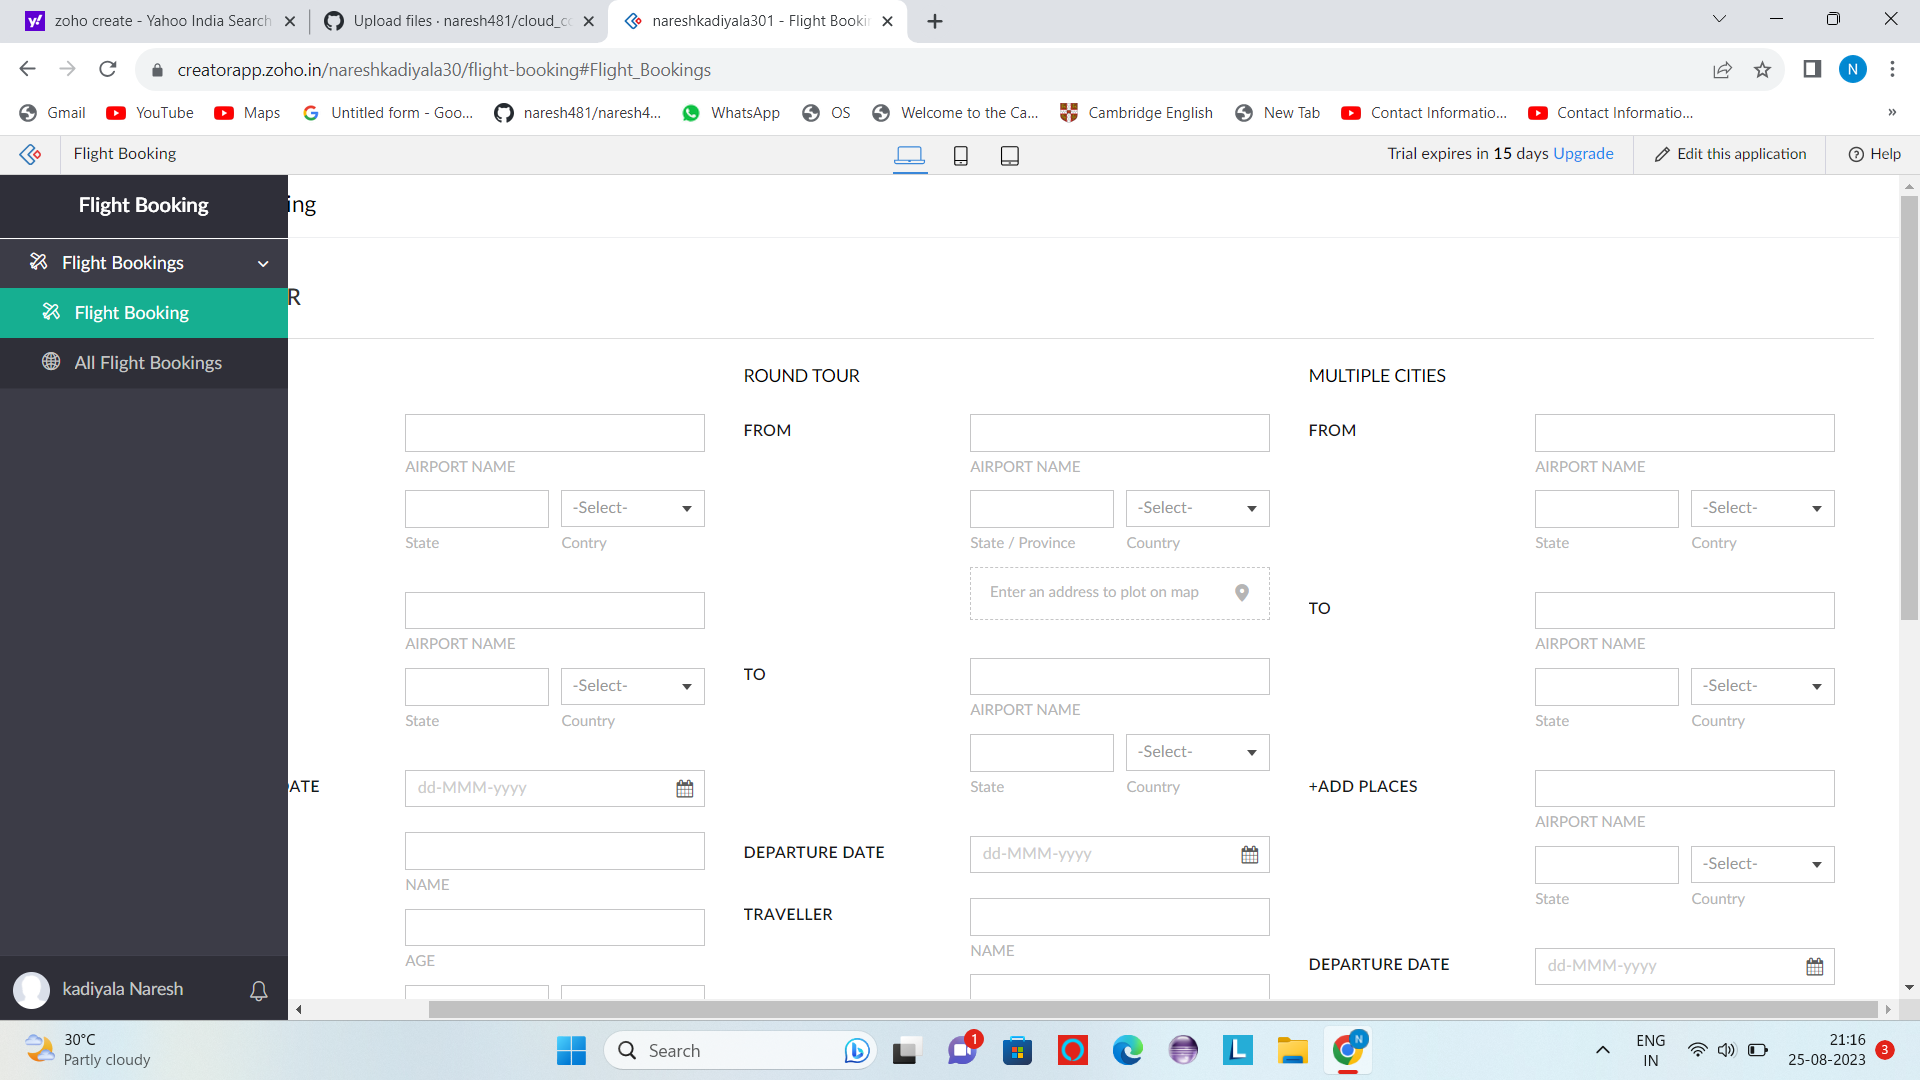 zoho create - Yahoo India Search
Upload files · naresh481/cloud_co
nareshkadiyala301 - Flight Bookin
creatorapp.zoho.in/nareshkadiyala30/flight-booking#Flight_Bookings
N
Gmail
YouTube
Maps
Untitled form - Goo...
naresh481/naresh4...
WhatsApp
OS
Welcome to the Ca...
Cambridge English
New Tab
Contact Informatio...
Contact Informatio...
»
Flight Booking
Trial expires in 15 days Upgrade
Edit this application
Help
Flight Booking
ing
Flight Bookings
R
Flight Booking
All Flight Bookings
ROUND TOUR
MULTIPLE CITIES
FROM
FROM
AIRPORT NAME
AIRPORT NAME
AIRPORT NAME
-Select-
-Select-
-Select-
State
Contry
State / Province
Country
State
Contry
Enter an address to plot on map
TO
AIRPORT NAME
AIRPORT NAME
TO
-Select-
-Select-
AIRPORT NAME
State
Country
State
Country
-Select-
State
Country
ATE
dd-MMM-yyyy
+ADD PLACES
AIRPORT NAME
DEPARTURE DATE
dd-MMM-yyyy
-Select-
NAME
State
Country
TRAVELLER
NAME
AGE
DEPARTURE DATE
dd-MMM-yyyy
kadiyala Naresh
30°C
Partly cloudy
Search
1
L
N
ENG
IN
21:16
25-08-2023
3